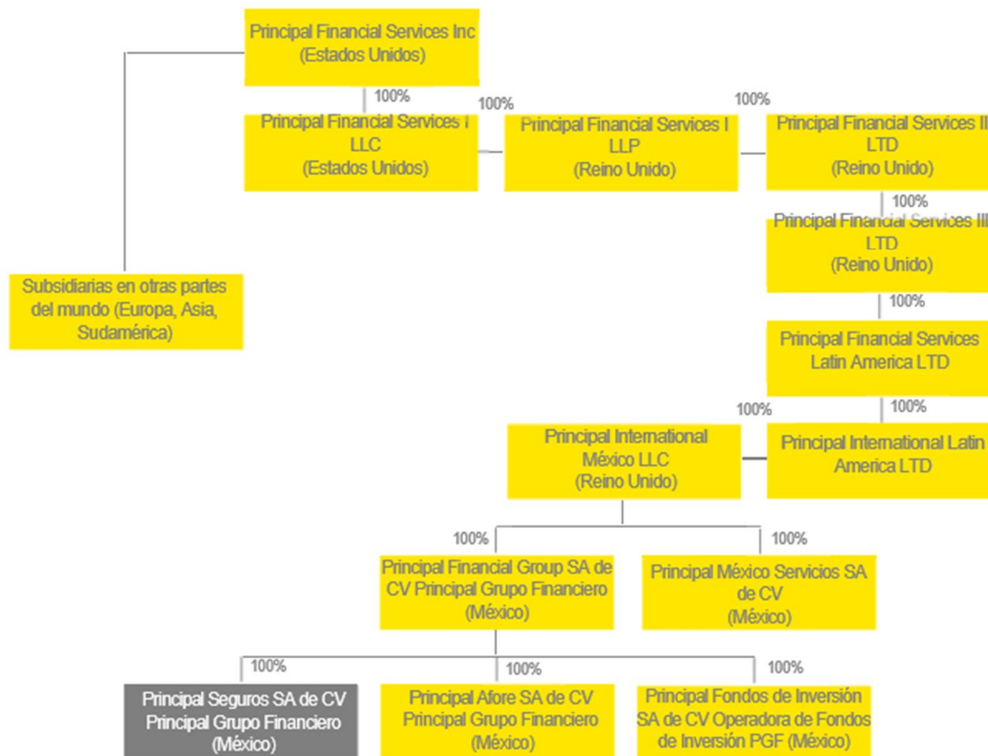 Principal Financial Services Inc
(Estados Unidos)
100%
100%
100%
Principal Financial Services I
LLC
(Estados Unidos)
Principal Financial Services I
LLP
(Reino Unido)
Principal Financial Services II
LTD
(Reino Unido)
100%
Principal Financial Services III
LTD
(Reino Unido)
Subsidiarias en otras partes
del mundo (Europa, Asia,
Sudamérica)
100%
Principal Financial Services
Latin America LTD
100%
100%
Principal International
México LLC
(Reino Unido)
Principal International Latin
America LTD
100%
100%
Principal Financial Group SA de
CV Principal Grupo Financiero
(México)
Principal México Servicios SA
de CV
(México)
100%
100%
100%
Principal Seguros SA de CV
Principal Grupo Financiero
(México)
Principal Afore SA de CV
Principal Grupo Financiero
(México)
Principal Fondos de Inversión
SA de CV Operadora de Fondos
de Inversión PGF (México)